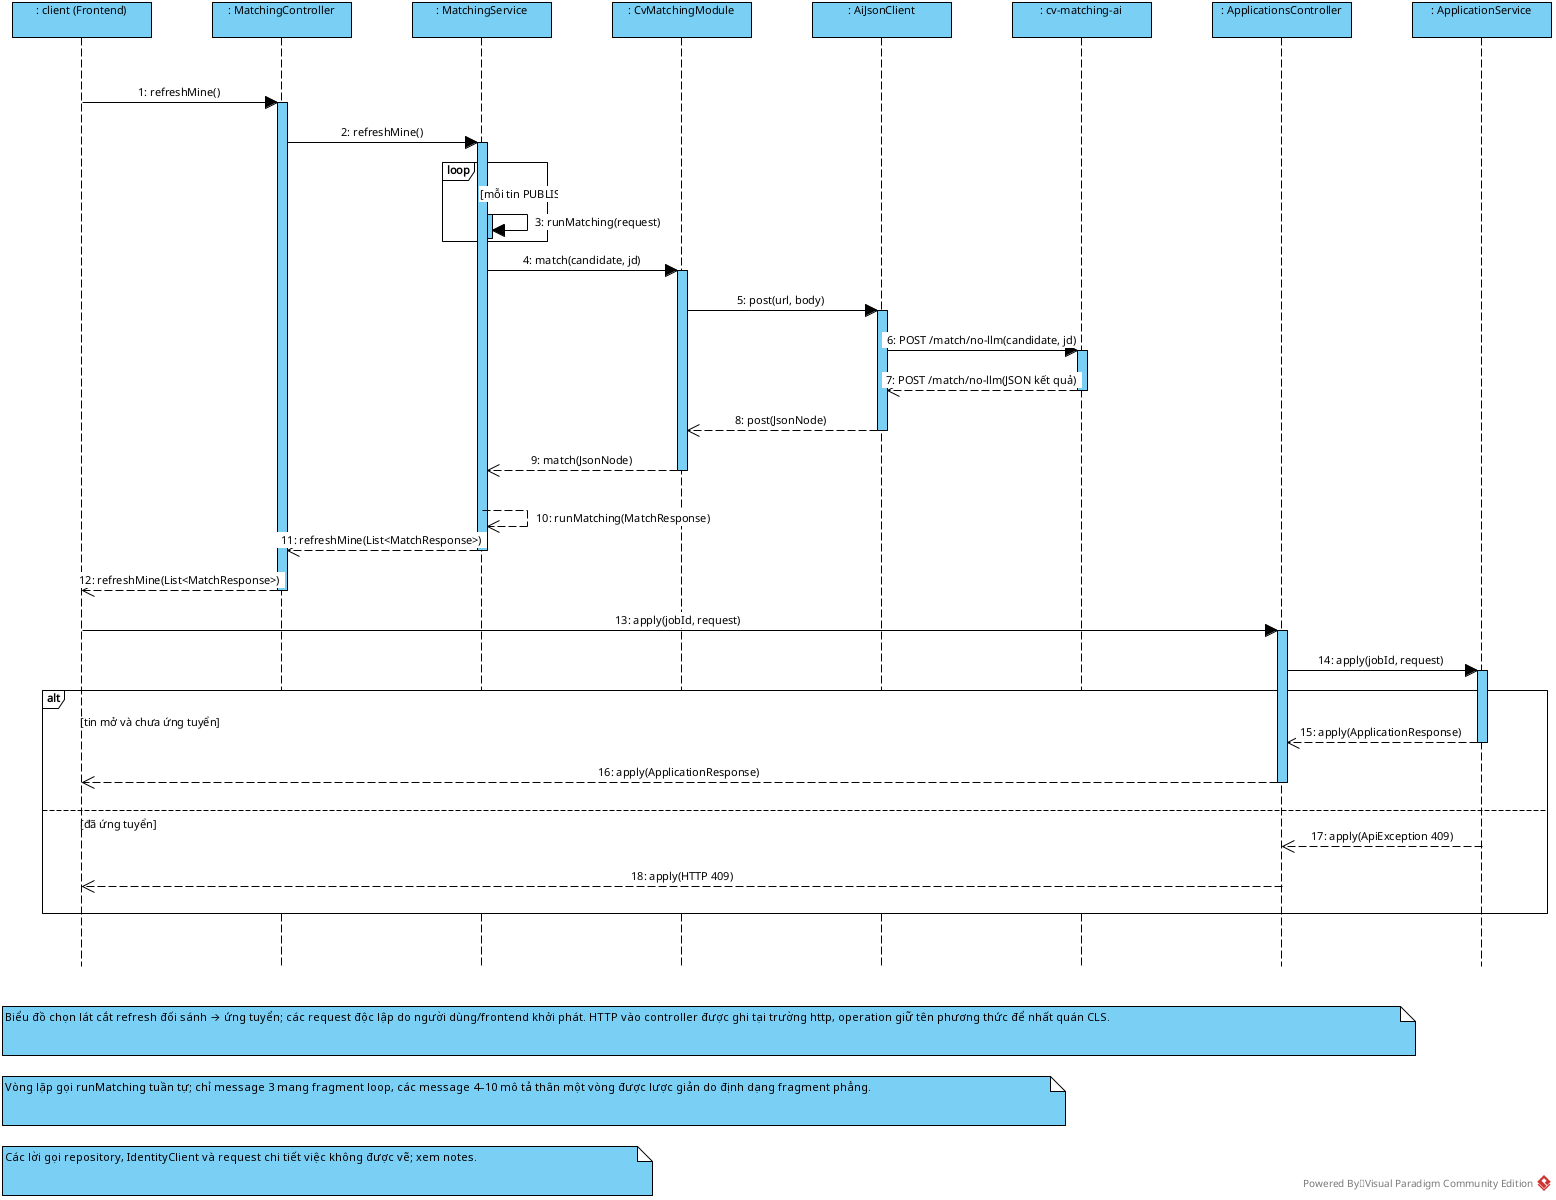 : client (Frontend)
: MatchingController
: MatchingService
: CvMatchingModule
: AiJsonClient
: cv-matching-ai
: ApplicationsController
: ApplicationService
1: refreshMine()
2: refreshMine()
loop
[mỗi tin PUBLIS
3: runMatching(request)
4: match(candidate, jd)
5: post(url, body)
6: POST /match/no-llm(candidate, jd)
7: POST /match/no-llm(JSON kết quả)
8: post(JsonNode)
9: match(JsonNode)
10: runMatching(MatchResponse)
11: refreshMine(List<MatchResponse>)
12: refreshMine(List<MatchResponse>)
13: apply(jobId, request)
14: apply(jobId, request)
alt
[tin mở và chưa ứng tuyển]
15: apply(ApplicationResponse)
16: apply(ApplicationResponse)
[đã ứng tuyển]
17: apply(ApiException 409)
18: apply(HTTP 409)
Biểu đồ chọn lát cắt refresh đối sánh → ứng tuyển; các request độc lập do người dùng/frontend khởi phát. HTTP vào controller được ghi tại trường http, operation giữ tên phương thức để nhất quán CLS.
Vòng lặp gọi runMatching tuần tự; chỉ message 3 mang fragment loop, các message 4–10 mô tả thân một vòng được lược giản do định dạng fragment phẳng.
Các lời gọi repository, IdentityClient và request chi tiết việc không được vẽ; xem notes.
Powered By▯Visual Paradigm Community Edition